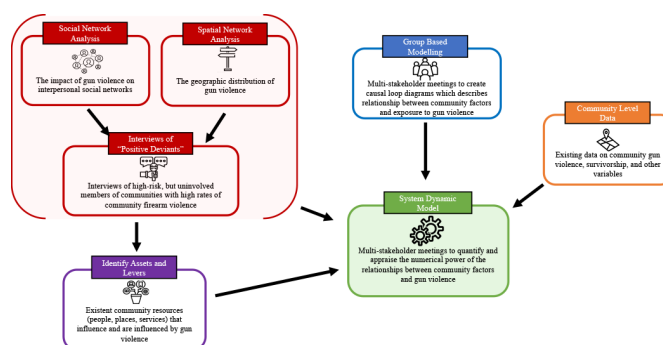 Social Network
Analysis
The impact of gun violence on
interpersonal social networks
Spatial Network
Analysis
The geographic distribution of
gun violence
Interviews of
“Positive Deviants”
Interviews of high-risk, but uninvolved
members of communities with high rates of
community firearm violence
Identify Assets and
Levers
Existent community resources
(people, places, services) that
influence and are influenced by gun
violence
Group Based
Modelling
Multi-stakeholder meetings to create
causal loop diagrams which describes
relationship between community factors
and exposure to gun violence
Community Level
Data
Existing data on community gun
violence, survivorship, and other
variables
System Dynamic
Model
Multi-stakeholder meetings to quantify and
appraise the numerical power of the
relationships between community factors
and gun violence